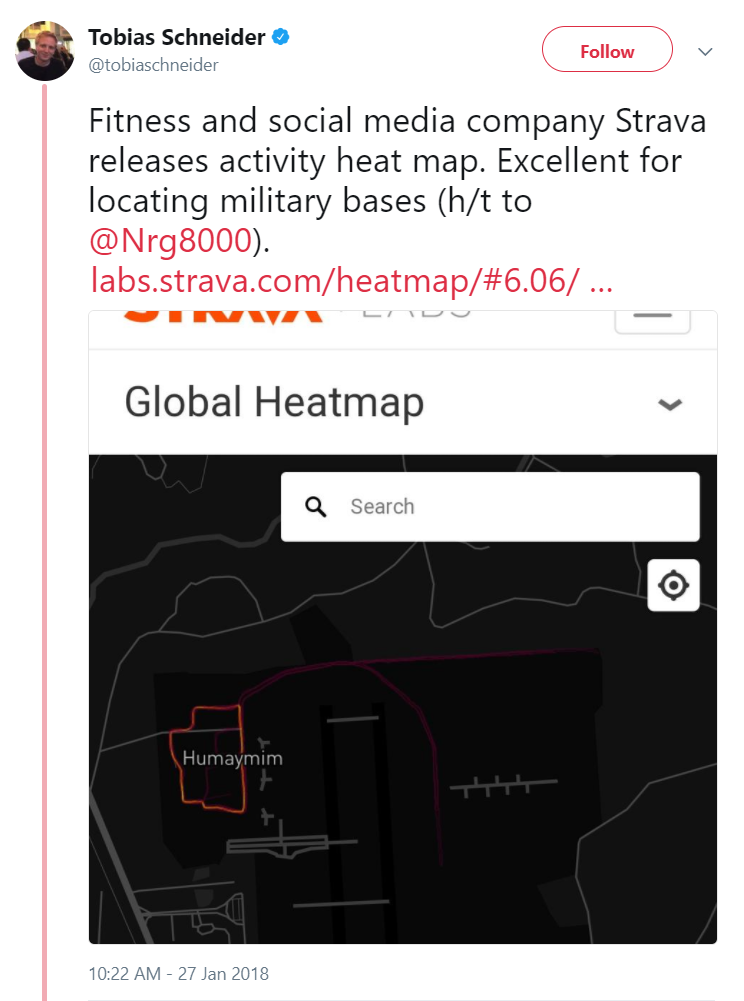 Tobias Schneider
@tobiaschneider
Follow
Fitness and social media company Strava
releases activity heat map. Excellent for
locating military bases (h/t to
@Nrg8000).
labs.strava.com/heatmap/#6.06/ ...
STRAVA LABS
Global Heatmap
Search
Humaymim
10:22 AM - 27 Jan 2018